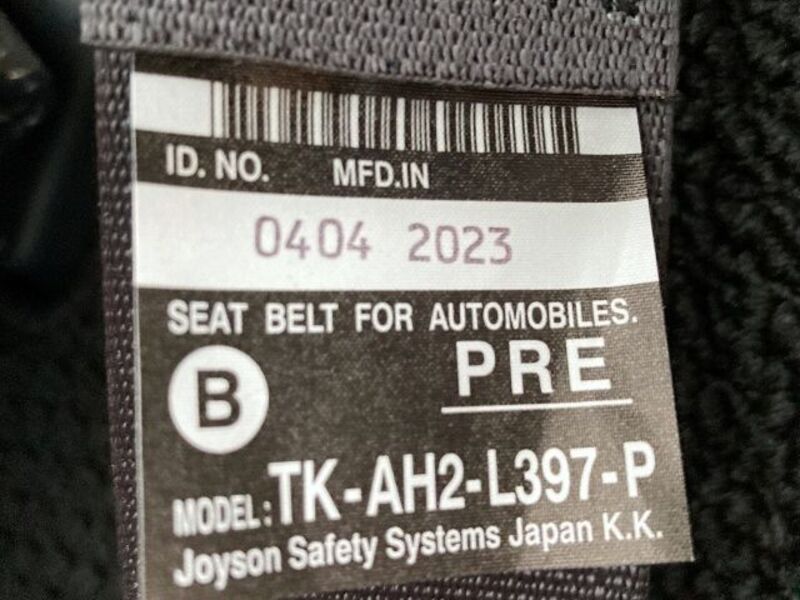 ID. NO. MFD.IN
0404 2023
SEAT BELT FOR AUTOMOBILES.
B PRE
MODEL: TK-AH2-L397-P
Joyson Safety Systems Japan K.K.